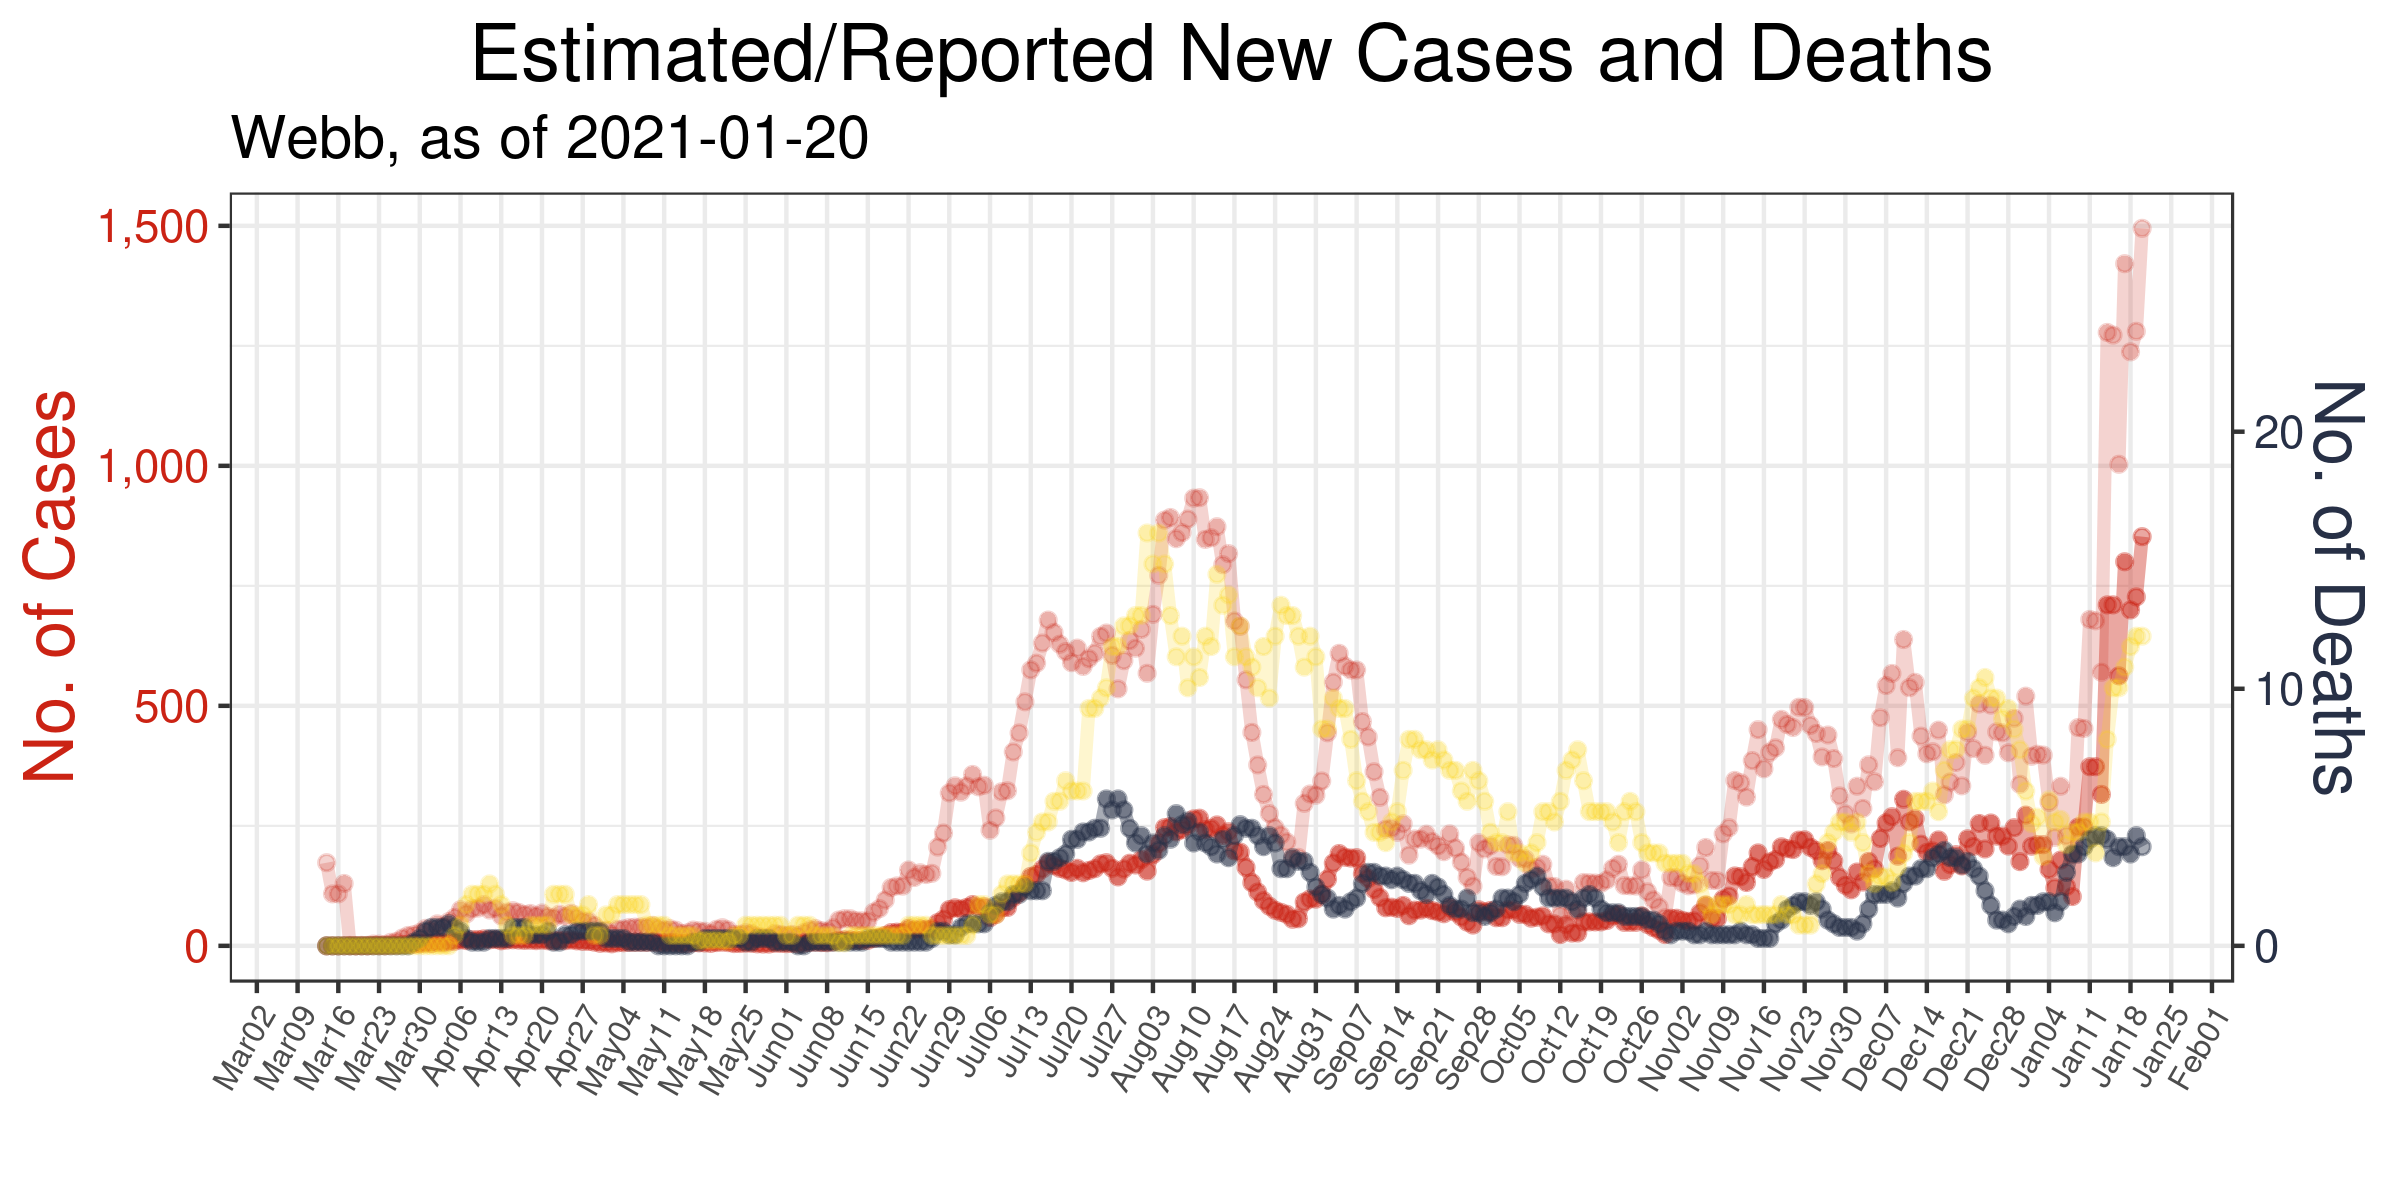 Estimated/Reported New Cases and Deaths
Webb, as of 2021-01-20
No. of Cases
1,500
1,000
500
0
20
10
0
No. of Deaths
Mar02
Mar09
Mar16
Mar23
Mar30
Apr06
Apr13
Apr20
Apr27
May04
May11
May18
May25
Jun01
Jun08
Jun15
Jun22
Jun29
Jul06
Jul13
Jul20
Jul27
Aug03
Aug10
Aug17
Aug24
Aug31
Sep07
Sep14
Sep21
Sep28
Oct05
Oct12
Oct19
Oct26
Nov02
Nov09
Nov16
Nov23
Nov30
Dec07
Dec14
Dec21
Dec28
Jan04
Jan11
Jan18
Jan25
Feb01